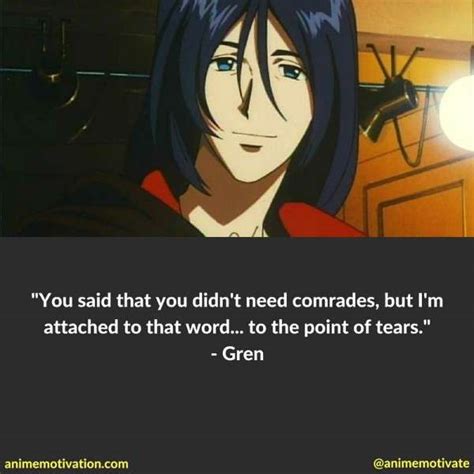 "You said that you didn't need comrades, but I'm
attached to that word... to the point of tears."
- Gren
animemotivation.com
@animemotivate